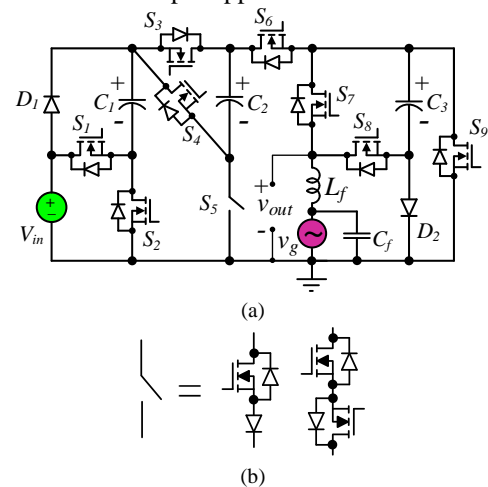 S3
S6
D1
C1
+
-
S4
+
C2
-
S7
+
C3
-
S9
S1
S8
+
−
Vin
S2
S5
+
vout
-
Lf
vg
Cf
D2
(a)
=
(b)